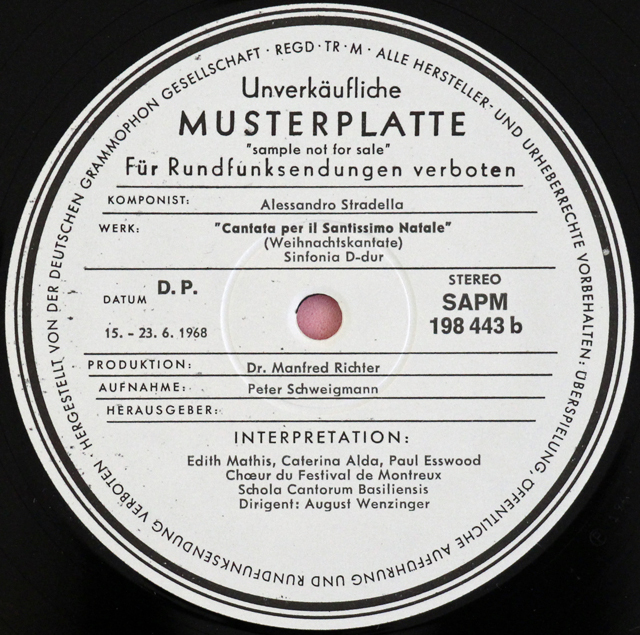 HERGESTELLT VON DER DEUTSCHEN GRAMMOPHON GESELLSCHAFT · REGD · TR · M · ALLE HERSTELLER- UND URHEBERRECHTE VORBEHALTEN; ÜBERSPIELUNG, ÖFFENTLICHE AUFFÜHRUNG UND RUNDFUNKSENDUNG VERBOTEN ·
Unverkäufliche
MUSTERPLATTE
"sample not for sale"
Für Rundfunksendungen verboten
KOMPONIST: Alessandro Stradella
WERK: "Cantata per il Santissimo Natale"
(Weihnachtskantate)
Sinfonia D-dur
DATUM D. P.
15. - 23. 6. 1968
STEREO
SAPM
198 443 b
PRODUKTION: Dr. Manfred Richter
AUFNAHME: Peter Schweigmann
HERAUSGEBER:
INTERPRETATION:
Edith Mathis, Caterina Alda, Paul Esswood
Chœur du Festival de Montreux
Schola Cantorum Basiliensis
Dirigent: August Wenzinger